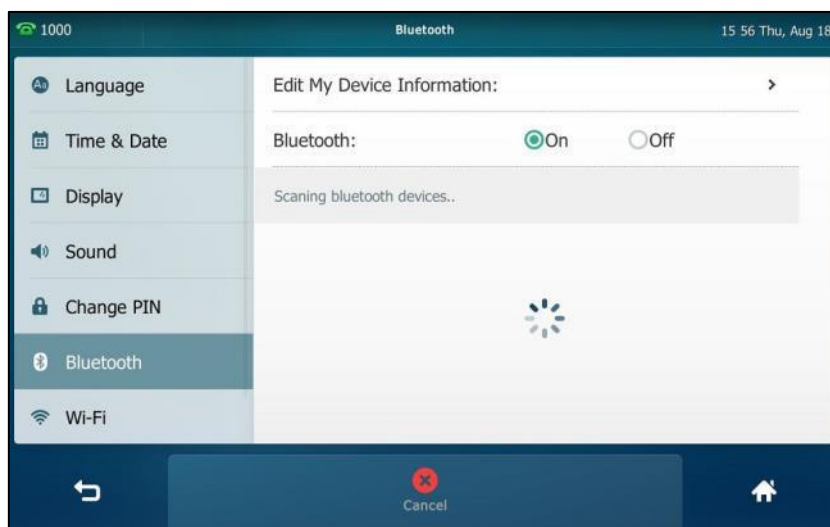 1000
Bluetooth
15 56 Thu, Aug 18
Language
Time & Date
Display
Sound
Change PIN
Bluetooth
Wi-Fi
Edit My Device Information:
Bluetooth: On Off
Scaning bluetooth devices..
Cancel